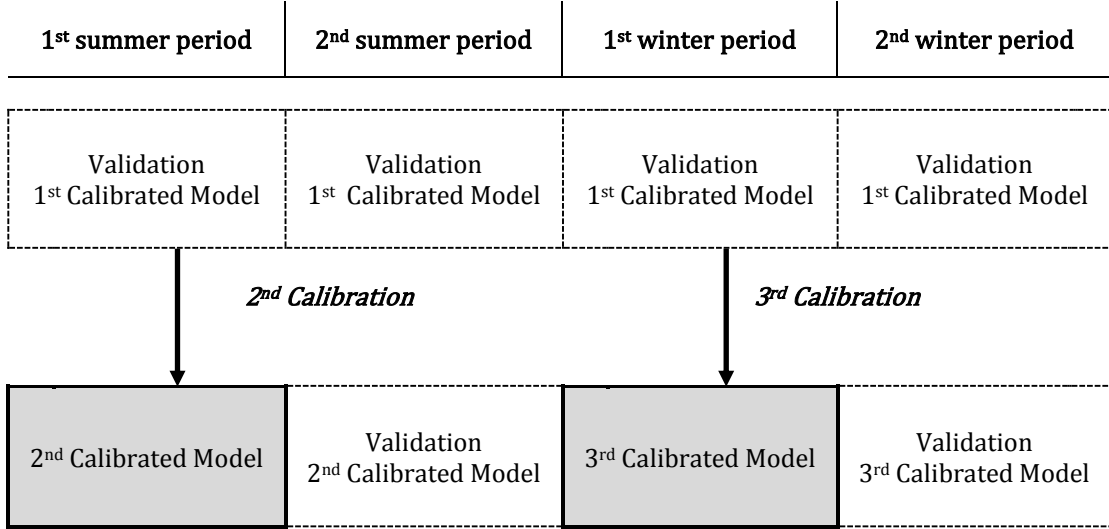 1st summer period
2nd summer period
1st winter period
2nd winter period
Validation
1st Calibrated Model
Validation
1st Calibrated Model
Validation
1st Calibrated Model
Validation
1st Calibrated Model
2nd Calibration
3rd Calibration
2nd Calibrated Model
Validation
2nd Calibrated Model
3rd Calibrated Model
Validation
3rd Calibrated Model